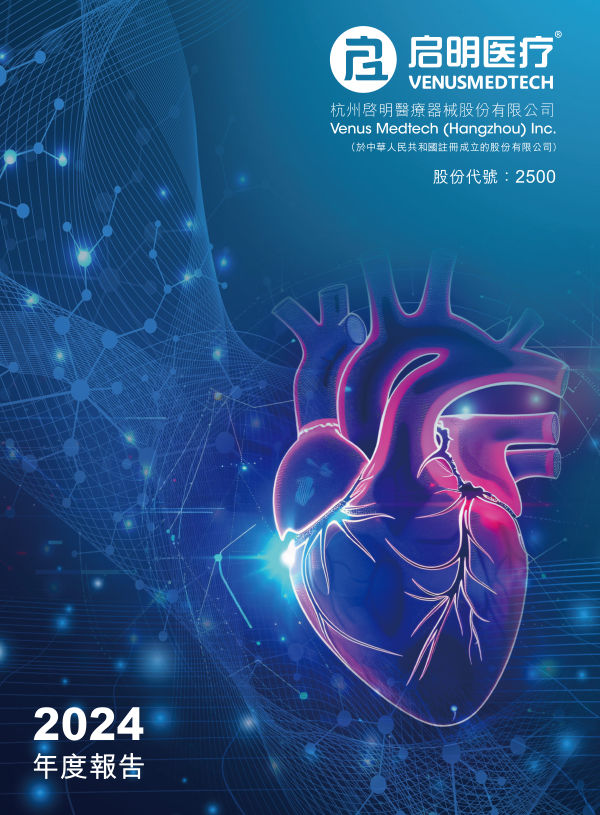 启明医疗®
VENUSMEDTECH
杭州啓明醫療器械股份有限公司
Venus Medtech (Hangzhou) Inc.
(於中華人民共和國註冊成立的股份有限公司)
股份代號：2500
2024
年度報告